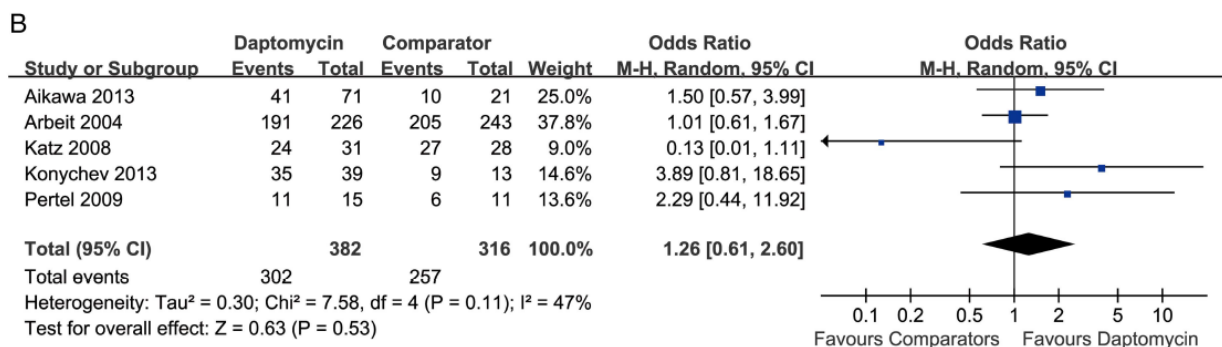 B
Daptomycin Comparator Odds Ratio Odds Ratio
Study or Subgroup Events Total Events Total Weight M-H, Random, 95% CI M-H, Random, 95% CI
Aikawa 2013 41 71 10 21 25.0% 1.50 [0.57, 3.99]
Arbeit 2004 191 226 205 243 37.8% 1.01 [0.61, 1.67]
Katz 2008 24 31 27 28 9.0% 0.13 [0.01, 1.11]
Konychev 2013 35 39 9 13 14.6% 3.89 [0.81, 18.65]
Pertel 2009 11 15 6 11 13.6% 2.29 [0.44, 11.92]
Total (95% CI) 382 316 100.0% 1.26 [0.61, 2.60]
Total events 302 257
Heterogeneity: Tau² = 0.30; Chi² = 7.58, df = 4 (P = 0.11); I² = 47%
Test for overall effect: Z = 0.63 (P = 0.53)
0.1 0.2 0.5 1 2 5 10
Favours Comparators Favours Daptomycin